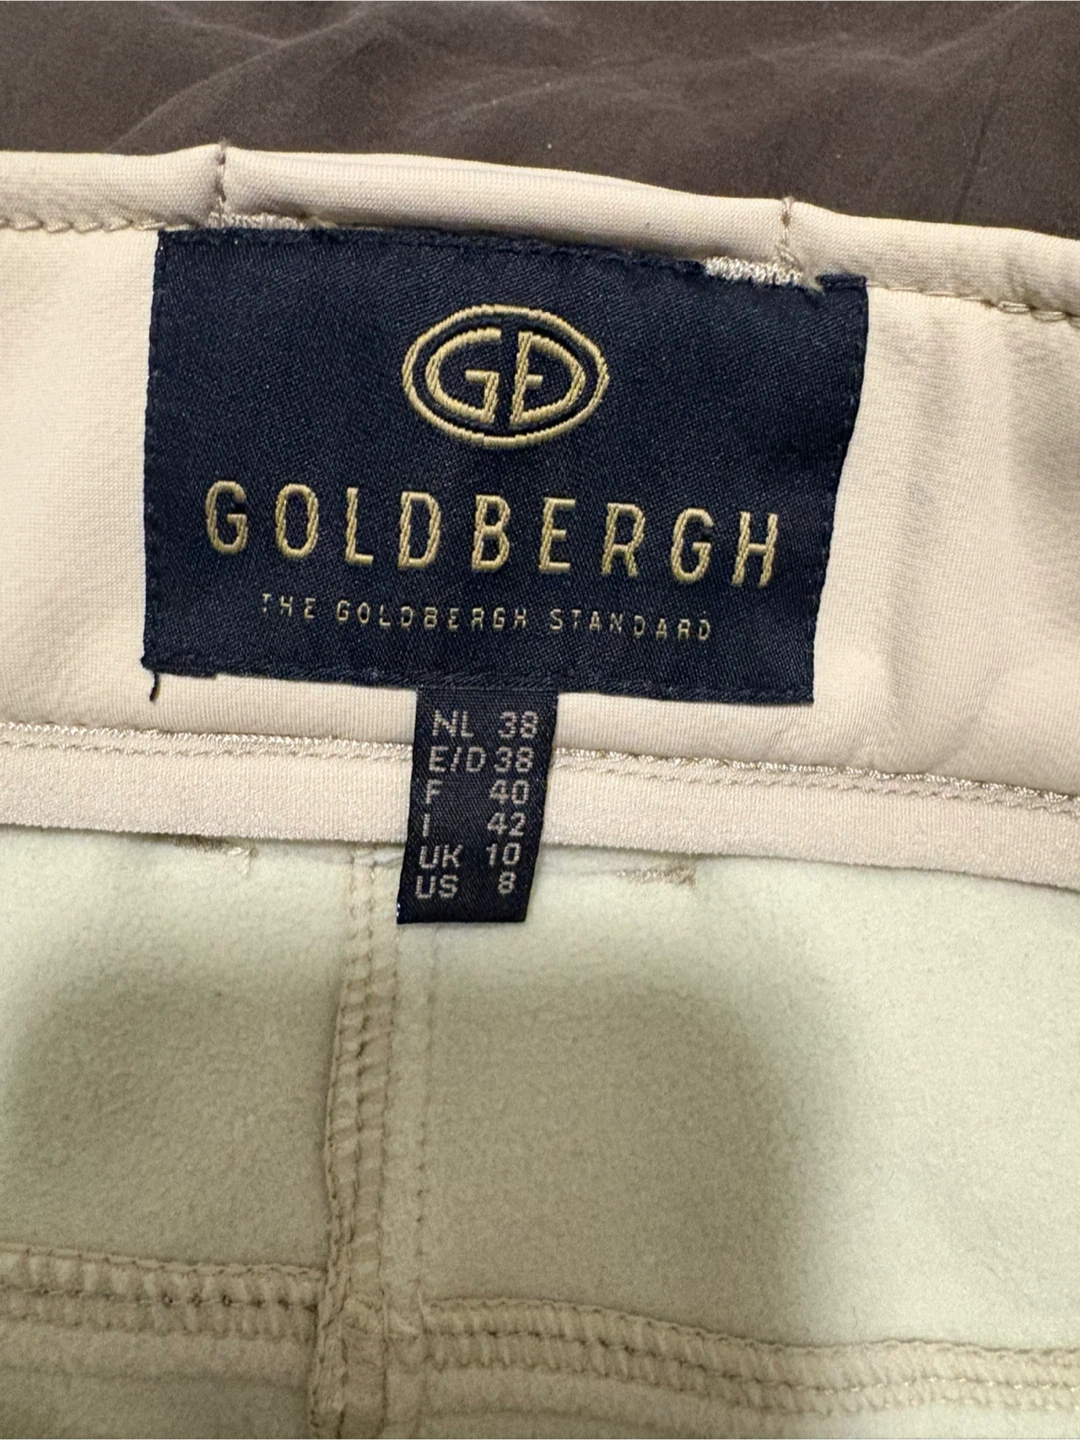 GD
GOLDBERGH
THE GOLDBERGH STANDARD
NL 38
E/D 38
F 40
I 42
UK 10
US 8